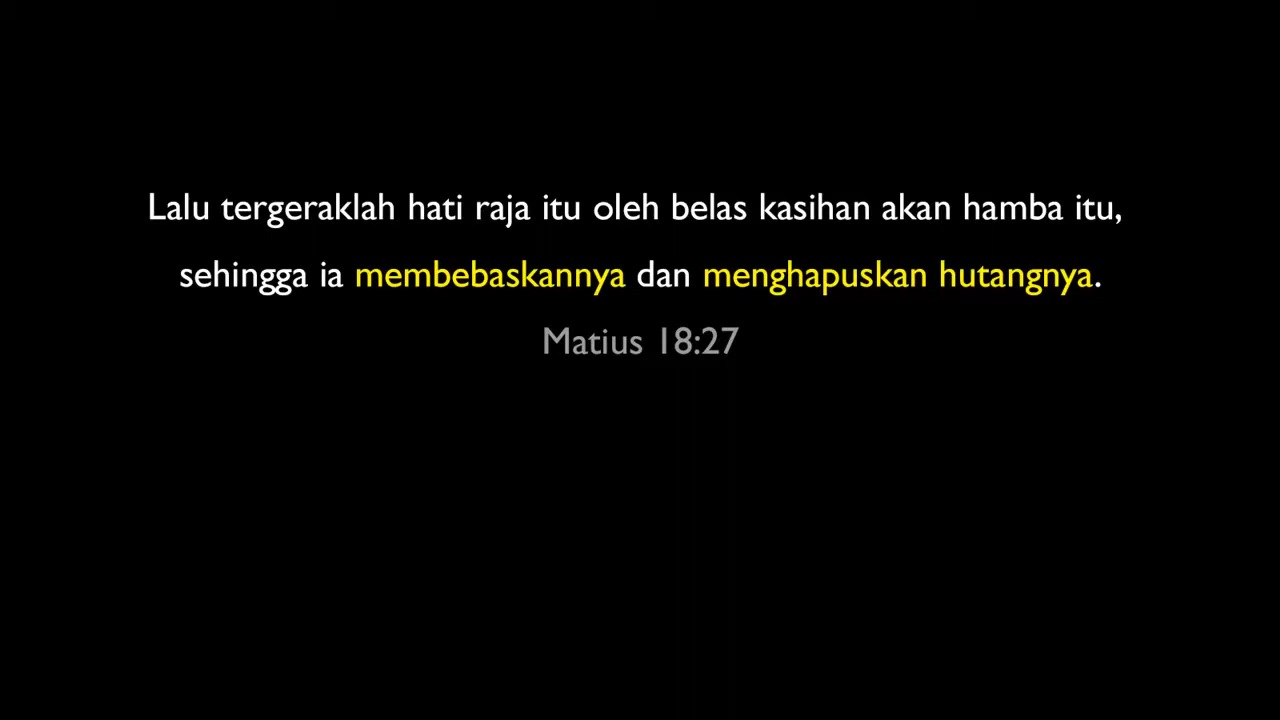 Lalu tergeraklah hati raja itu oleh belas kasihan akan hamba itu,
sehingga ia membebaskannya dan menghapuskan hutangnya.
Matius 18:27